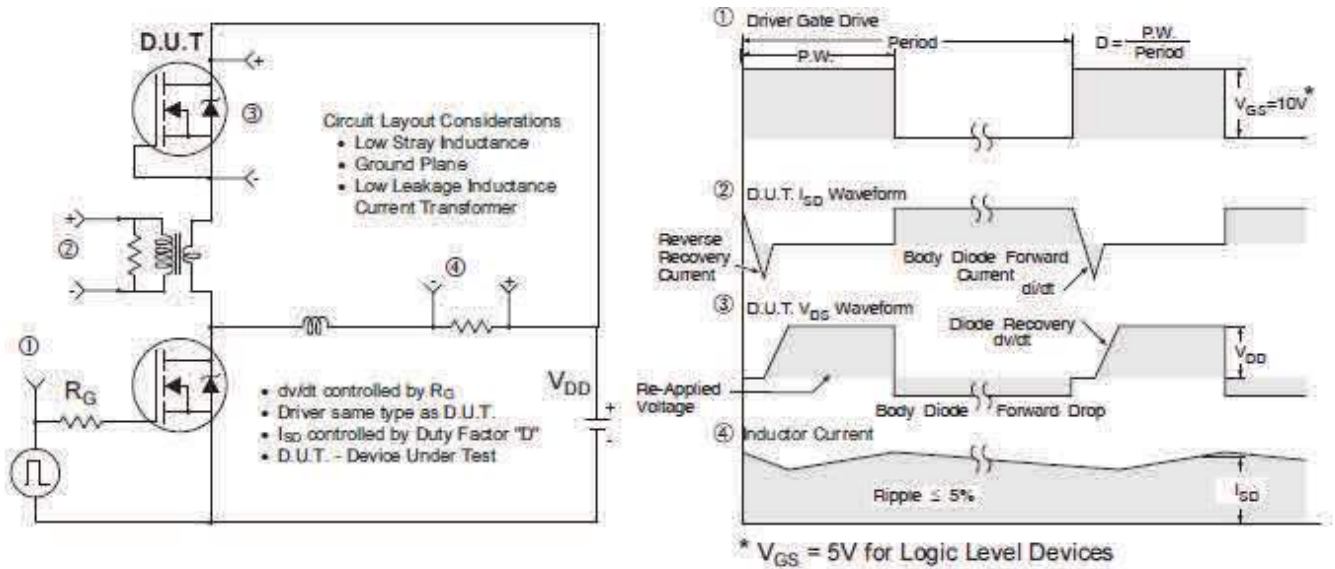 D.U.T
+
③
-
Circuit Layout Considerations
• Low Stray Inductance
• Ground Plane
• Low Leakage Inductance
Current Transformer
+
②
-
④
- +
①
RG
VDD
+
-
• dv/dt controlled by RG
• Driver same type as D.U.T.
• ISD controlled by Duty Factor "D"
• D.U.T. - Device Under Test
① Driver Gate Drive
Period
P.W.
D = P.W.
Period
VGS=10V*
② D.U.T. ISD Waveform
Reverse
Recovery
Current
Body Diode Forward
Current
di/dt
③ D.U.T. VDS Waveform
Diode Recovery
dv/dt
VDD
Re-Applied
Voltage
Body Diode Forward Drop
④ Inductor Current
Ripple ≤ 5%
ISD
* VGS = 5V for Logic Level Devices